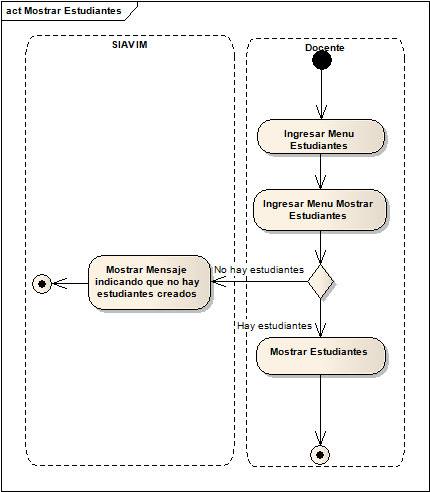 act Mostrar Estudiantes
SIAVIM
Docente
Ingresar Menu
Estudiantes
Ingresar Menu Mostrar
Estudiantes
No hay estudiantes
Mostrar Mensaje
indicando que no hay
estudiantes creados
Hay estudiantes
Mostrar Estudiantes